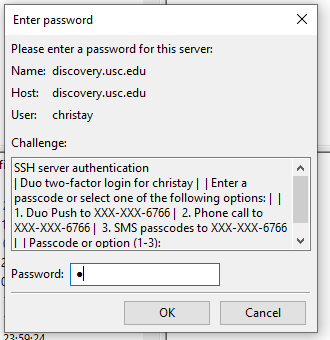 Enter password
Please enter a password for this server:
Name: discovery.usc.edu
Host: discovery.usc.edu
User: christay
Challenge:
SSH server authentication
| Duo two-factor login for christay | | Enter a
passcode or select one of the following options: | |
1. Duo Push to XXX-XXX-6766 | 2. Phone call to
XXX-XXX-6766 | 3. SMS passcodes to XXX-XXX-6766
| | Passcode or option (1-3):
Password: ●
OK Cancel
23:59:24